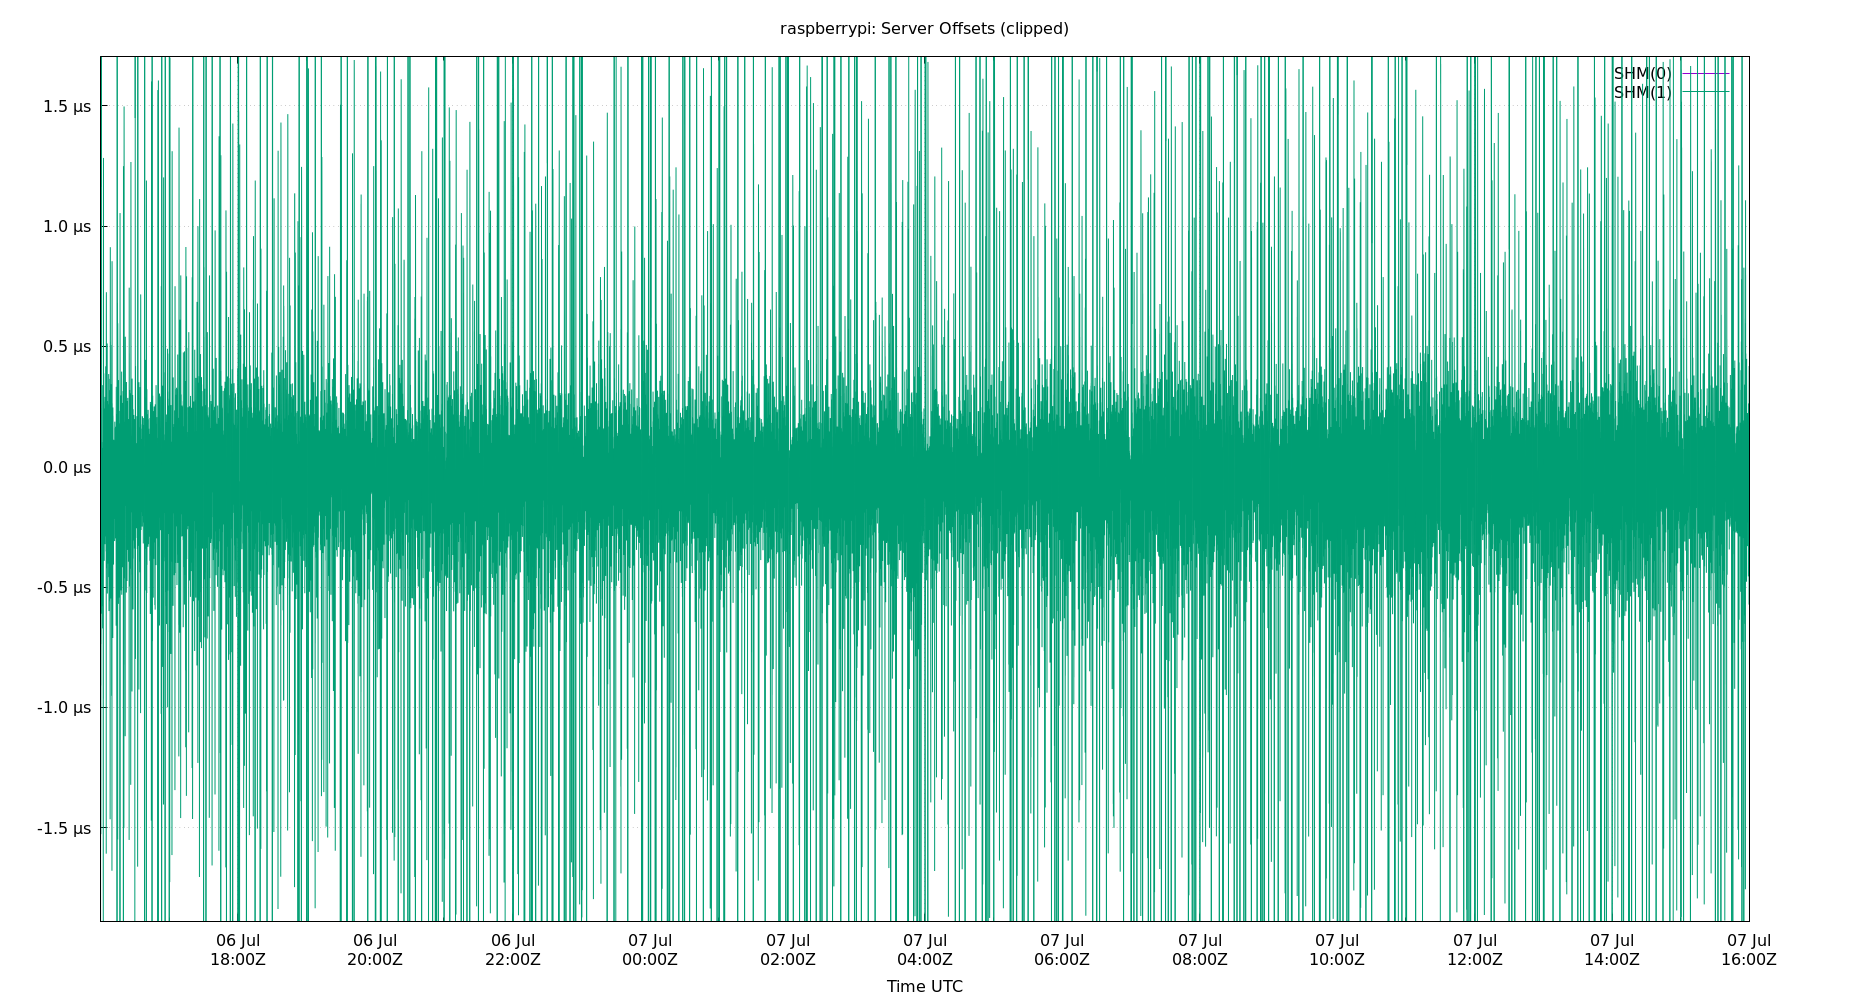 raspberrypi: Server Offsets (clipped)
SHM(0)
SHM(1)
1.5 µs
1.0 µs
0.5 µs
0.0 µs
-0.5 µs
-1.0 µs
-1.5 µs
06 Jul 06 Jul 06 Jul 07 Jul 07 Jul 07 Jul 07 Jul 07 Jul 07 Jul 07 Jul 07 Jul 07 Jul
18:00Z 20:00Z 22:00Z 00:00Z 02:00Z 04:00Z 06:00Z 08:00Z 10:00Z 12:00Z 14:00Z 16:00Z
Time UTC